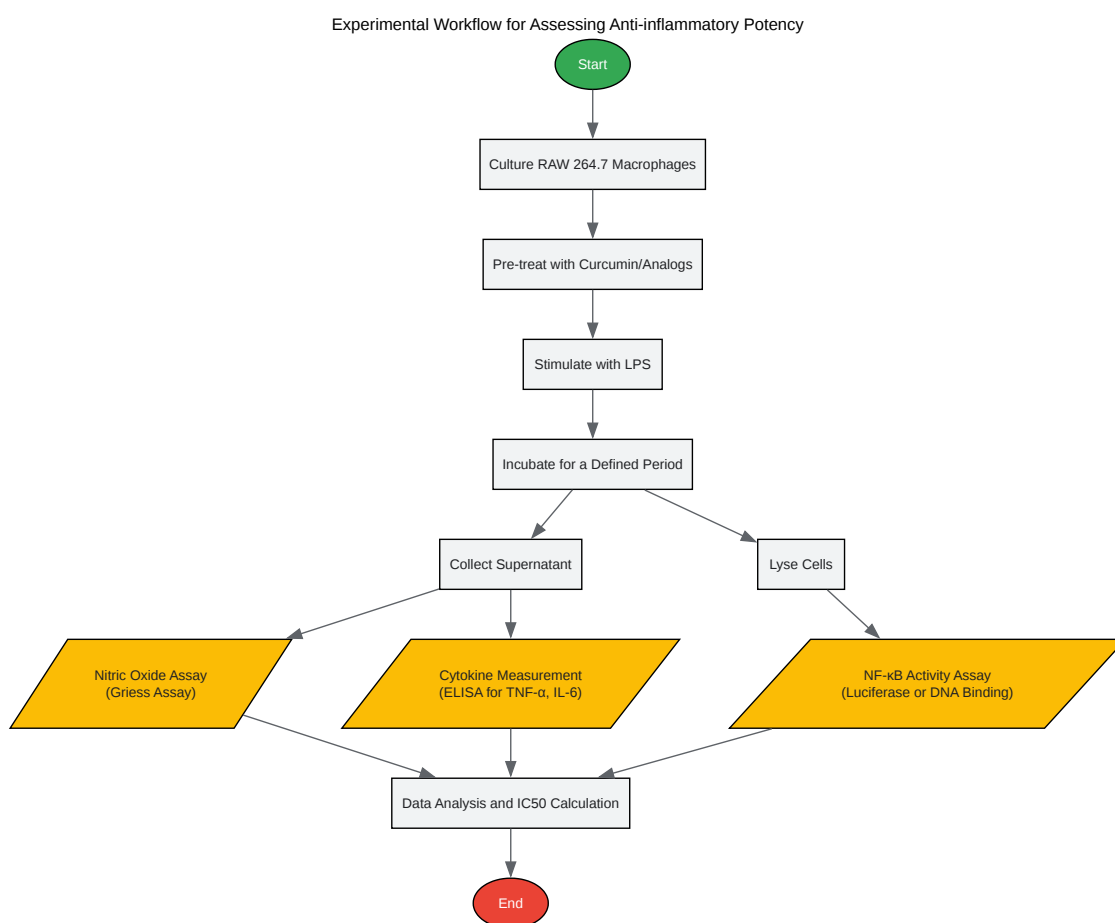 Experimental Workflow for Assessing Anti-inflammatory Potency
Start
Culture RAW 264.7 Macrophages
Pre-treat with Curcumin/Analogs
Stimulate with LPS
Incubate for a Defined Period
Collect Supernatant
Lyse Cells
Nitric Oxide Assay
(Griess Assay)
Cytokine Measurement
(ELISA for TNF-α, IL-6)
NF-κB Activity Assay
(Luciferase or DNA Binding)
Data Analysis and IC50 Calculation
End